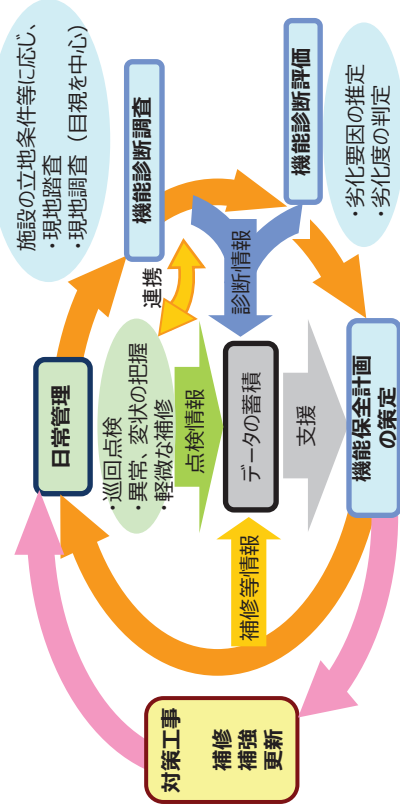 日常管理
・巡回点検
・異常、変状の把握
・軽微な補修
連携
機能診断調査
施設の立地条件等に応じ、
・現地踏査
・現地調査（目視を中心）
機能診断評価
・劣化要因の推定
・劣化度の判定
点検情報
診断情報
データの蓄積
補修等情報
支援
機能保全計画
の策定
対策工事
補修
補強
更新